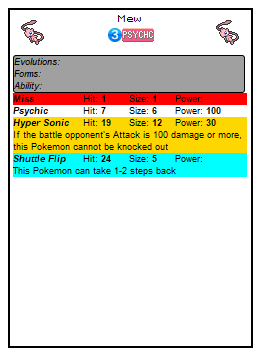 Mew
3 PSYCHC
Evolutions:
Forms:
Ability:
Miss Hit: 1 Size: 1 Power:
Psychic Hit: 7 Size: 6 Power: 100
Hyper Sonic Hit: 19 Size: 12 Power: 30
If the battle opponent's Attack is 100 damage or more,
this Pokemon cannot be knocked out
Shuttle Flip Hit: 24 Size: 5 Power:
This Pokemon can take 1-2 steps back